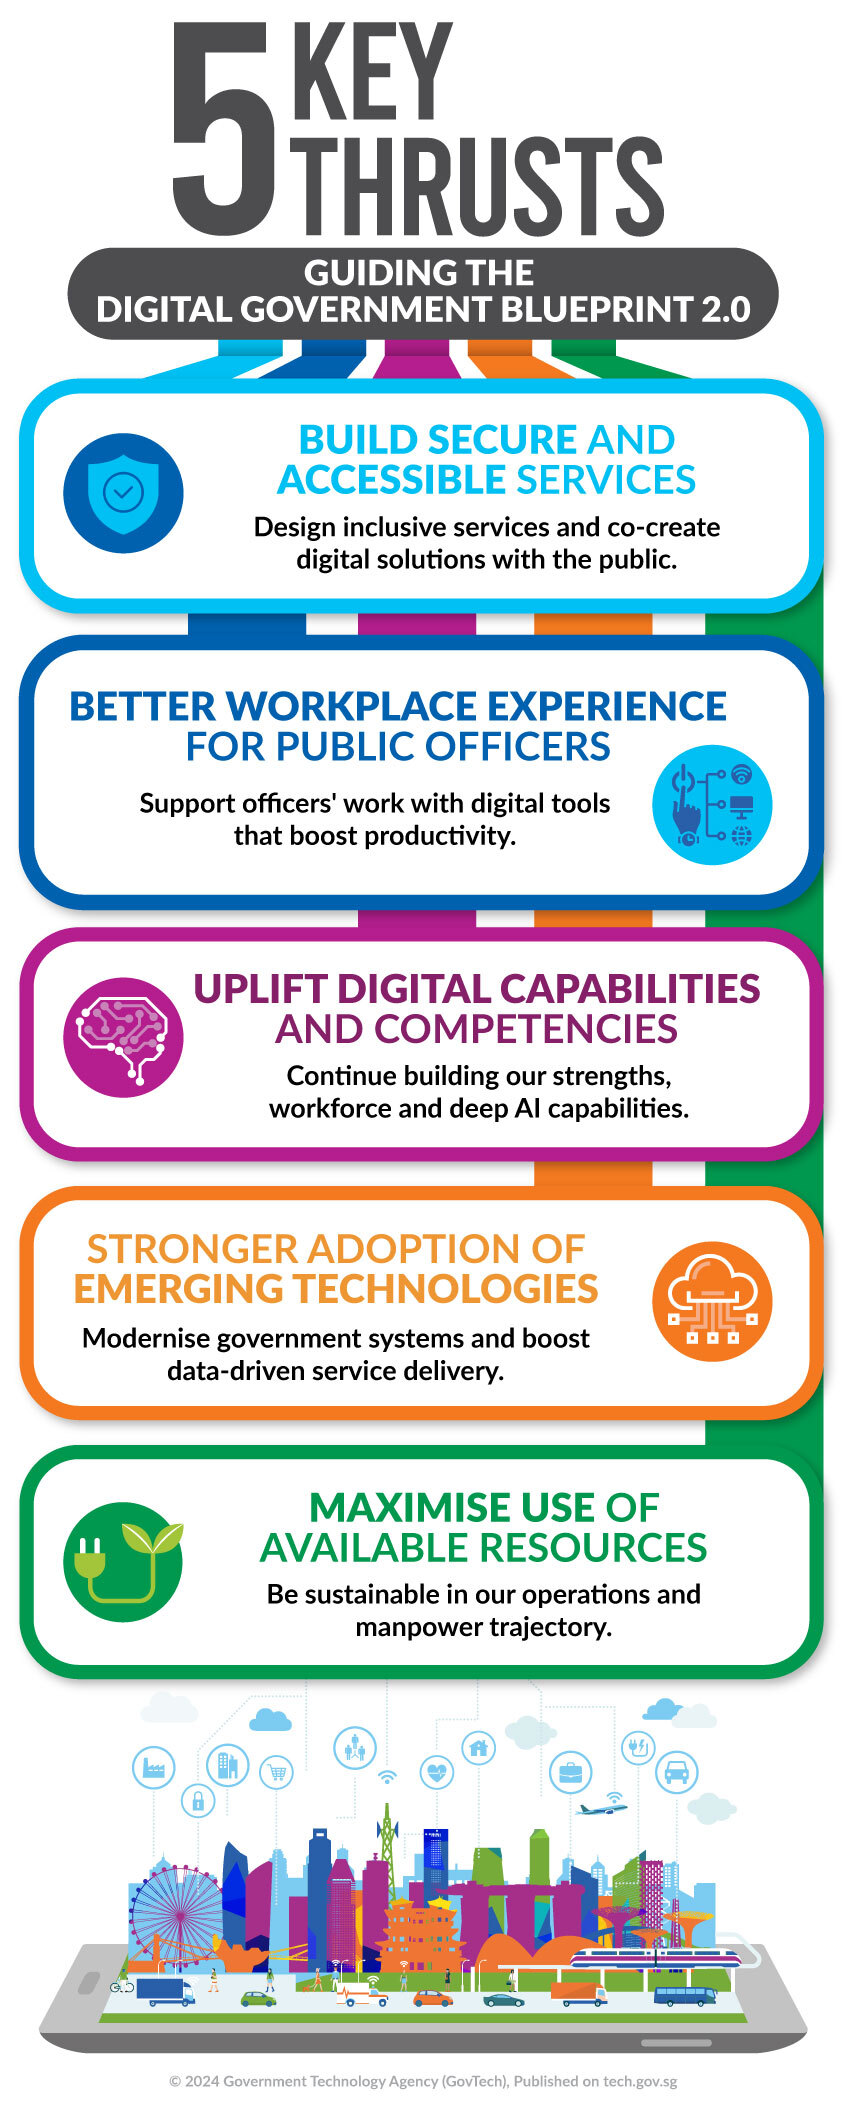 5 KEY
THRUSTS
GUIDING THE
DIGITAL GOVERNMENT BLUEPRINT 2.0
BUILD SECURE AND
ACCESSIBLE SERVICES
Design inclusive services and co-create
digital solutions with the public.
BETTER WORKPLACE EXPERIENCE
FOR PUBLIC OFFICERS
Support officers' work with digital tools
that boost productivity.
UPLIFT DIGITAL CAPABILITIES
AND COMPETENCIES
Continue building our strengths,
workforce and deep AI capabilities.
STRONGER ADOPTION OF
EMERGING TECHNOLOGIES
Modernise government systems and boost
data-driven service delivery.
MAXIMISE USE OF
AVAILABLE RESOURCES
Be sustainable in our operations and
manpower trajectory.
© 2024 Government Technology Agency (GovTech), Published on tech.gov.sg